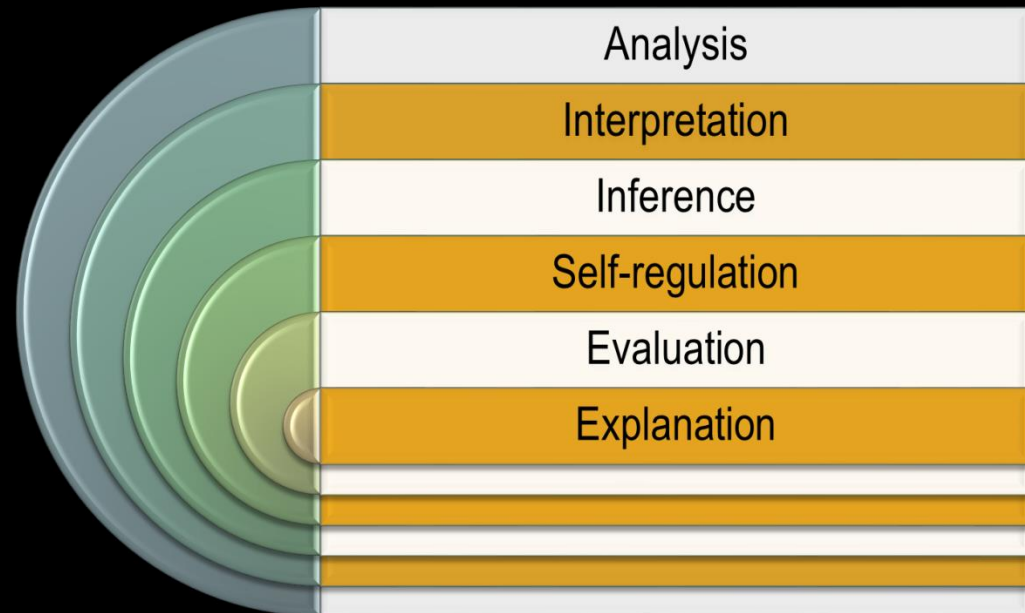 Analysis
Interpretation
Inference
Self-regulation
Evaluation
Explanation